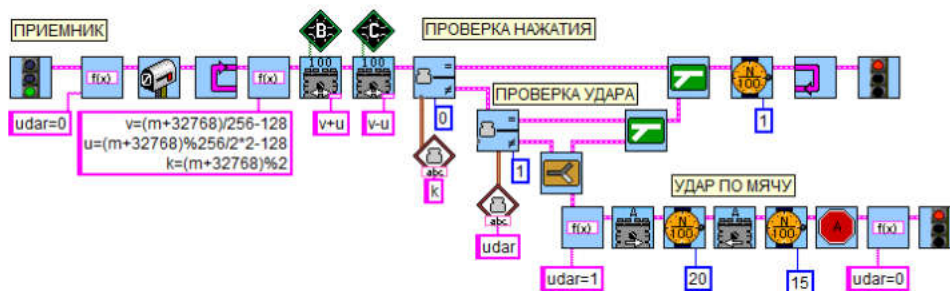 ПРИЕМНИК
B
C
ПРОВЕРКА НАЖАТИЯ
100
100
f(x)
0
f(x)
=
≠
N
100
udar=0
v=(m+32768)/256-128
u=(m+32768)%256/2*2-128
k=(m+32768)%2
v+u
v-u
0
1
ПРОВЕРКА УДАРА
=
≠
1
abc
k
abc
udar
УДАР ПО МЯЧУ
f(x)
A
N
100
A
N
100
A
f(x)
udar=1
20
15
udar=0